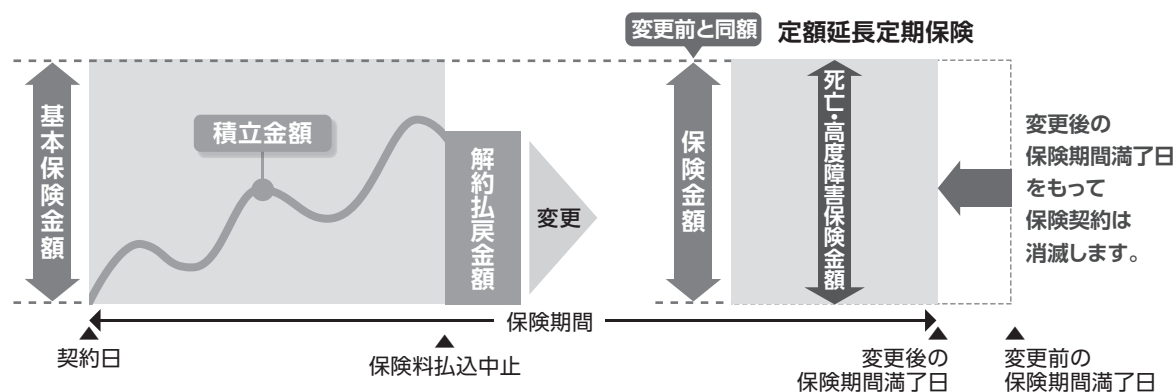 変更前と同額
定額延長定期保険
基本保険金額
積立金額
解約払戻金額
変更
保険金額
死亡・高度障害保険金額
変更後の
保険期間満了日
をもって
保険契約は
消滅します。
保険期間
契約日
保険料払込中止
変更後の
保険期間満了日
変更前の
保険期間満了日